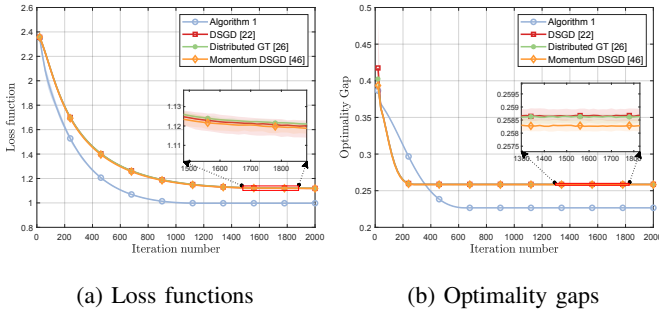 2.6
2.4
2.2
2
1.8
1.6
1.4
1.2
1
0.8
Loss function
Algorithm 1
DSGD [22]
Distributed GT [26]
Momentum DSGD [46]
1.13
1.12
1.11
1500 1600 1700 1800
0 200 400 600 800 1000 1200 1400 1600 1800 2000
Iteration number
(a) Loss functions
0.5
0.45
0.4
0.35
0.3
0.25
0.2
Optimality Gap
Algorithm 1
DSGD [22]
Distributed GT [26]
Momentum DSGD [46]
0.2595
0.2585
0.2575
1300 1400 1500 1600 1700 1800
0 200 400 600 800 1000 1200 1400 1600 1800 2000
Iteration number
(b) Optimality gaps